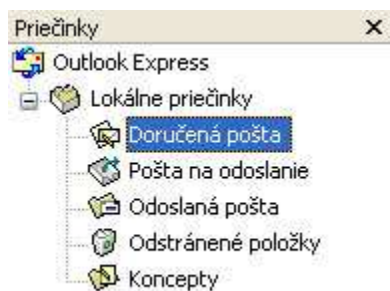 Priečinky
Outlook Express
Lokálne priečinky
Doručená pošta
Pošta na odoslanie
Odoslaná pošta
Odstránené položky
Koncepty